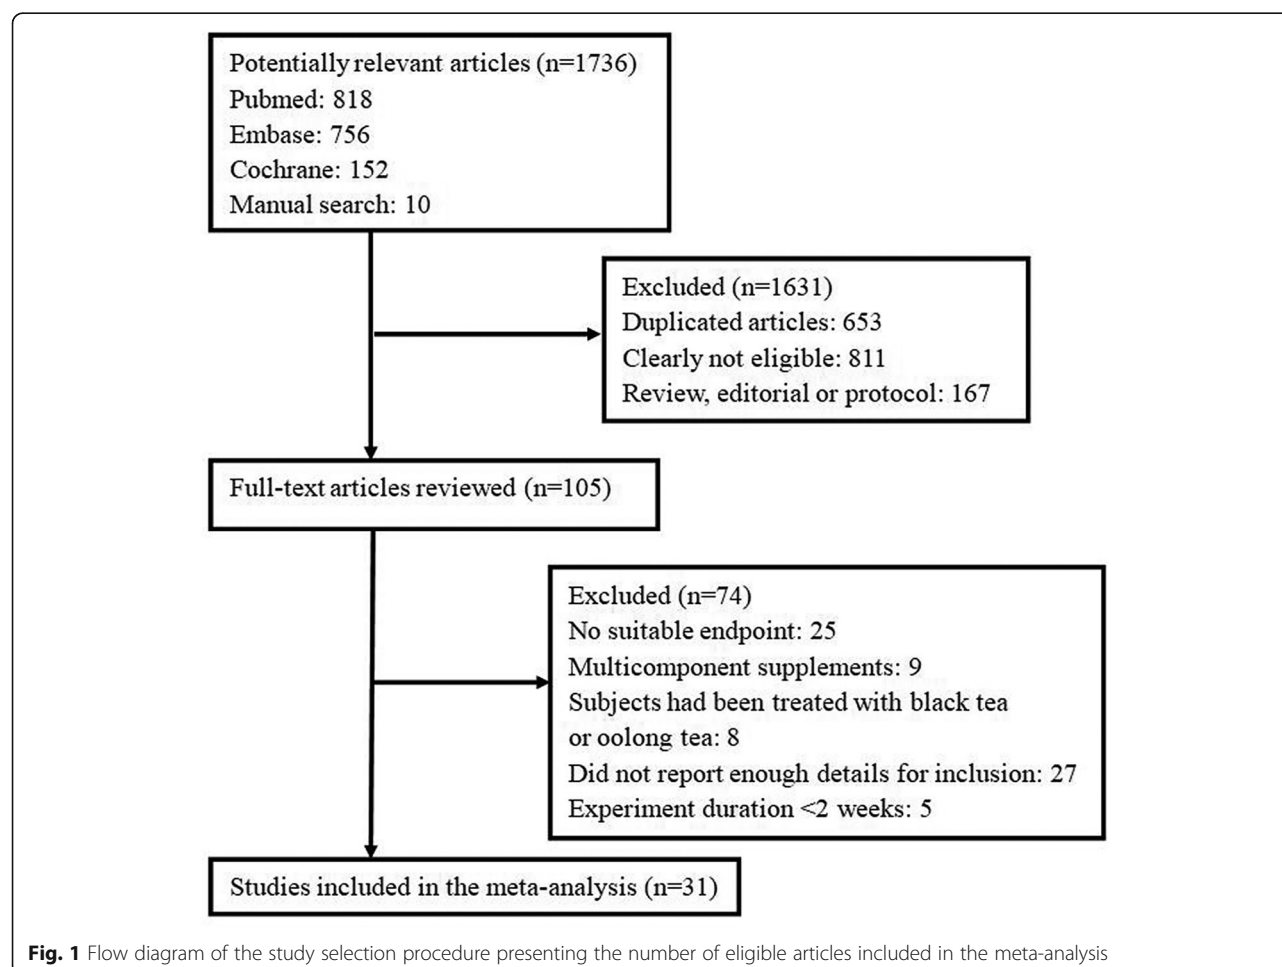 Potentially relevant articles (n=1736)
Pubmed: 818
Embase: 756
Cochrane: 152
Manual search: 10
Excluded (n=1631)
Duplicated articles: 653
Clearly not eligible: 811
Review, editorial or protocol: 167
Full-text articles reviewed (n=105)
Excluded (n=74)
No suitable endpoint: 25
Multicomponent supplements: 9
Subjects had been treated with black tea
or oolong tea: 8
Did not report enough details for inclusion: 27
Experiment duration <2 weeks: 5
Studies included in the meta-analysis (n=31)
Fig. 1 Flow diagram of the study selection procedure presenting the number of eligible articles included in the meta-analysis